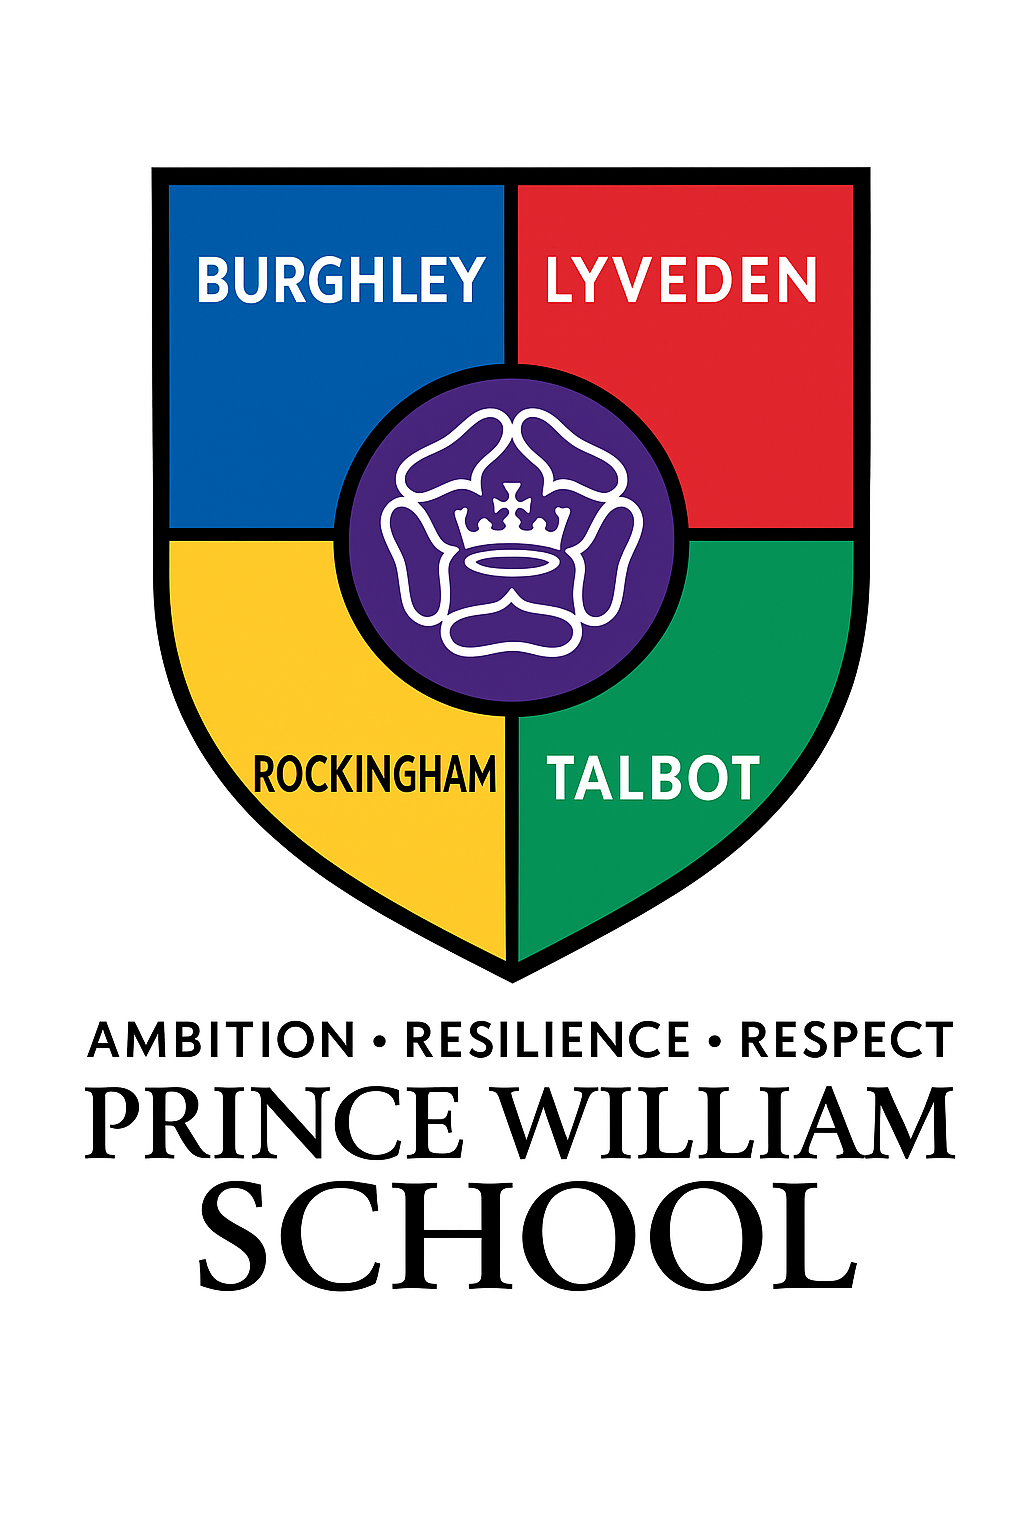 BURGHLEY
LYVEDEN
ROCKINGHAM
TALBOT
AMBITION • RESILIENCE • RESPECT
PRINCE WILLIAM
SCHOOL